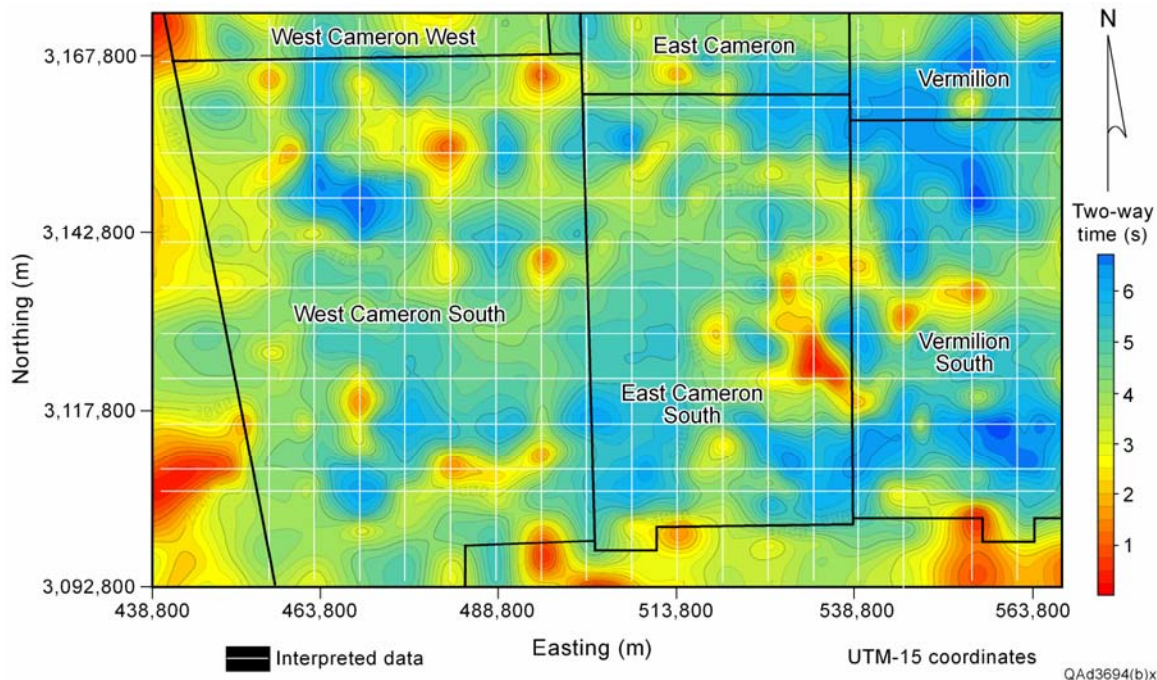 West Cameron West
East Cameron
Vermilion
West Cameron South
East Cameron
South
Vermilion
South
N
Two-way
time (s)
6
5
4
3
2
1
3,167,800
3,142,800
3,117,800
3,092,800
Northing (m)
438,800
463,800
488,800
513,800
538,800
563,800
Easting (m)
Interpreted data
UTM-15 coordinates
QAd3694(b)x